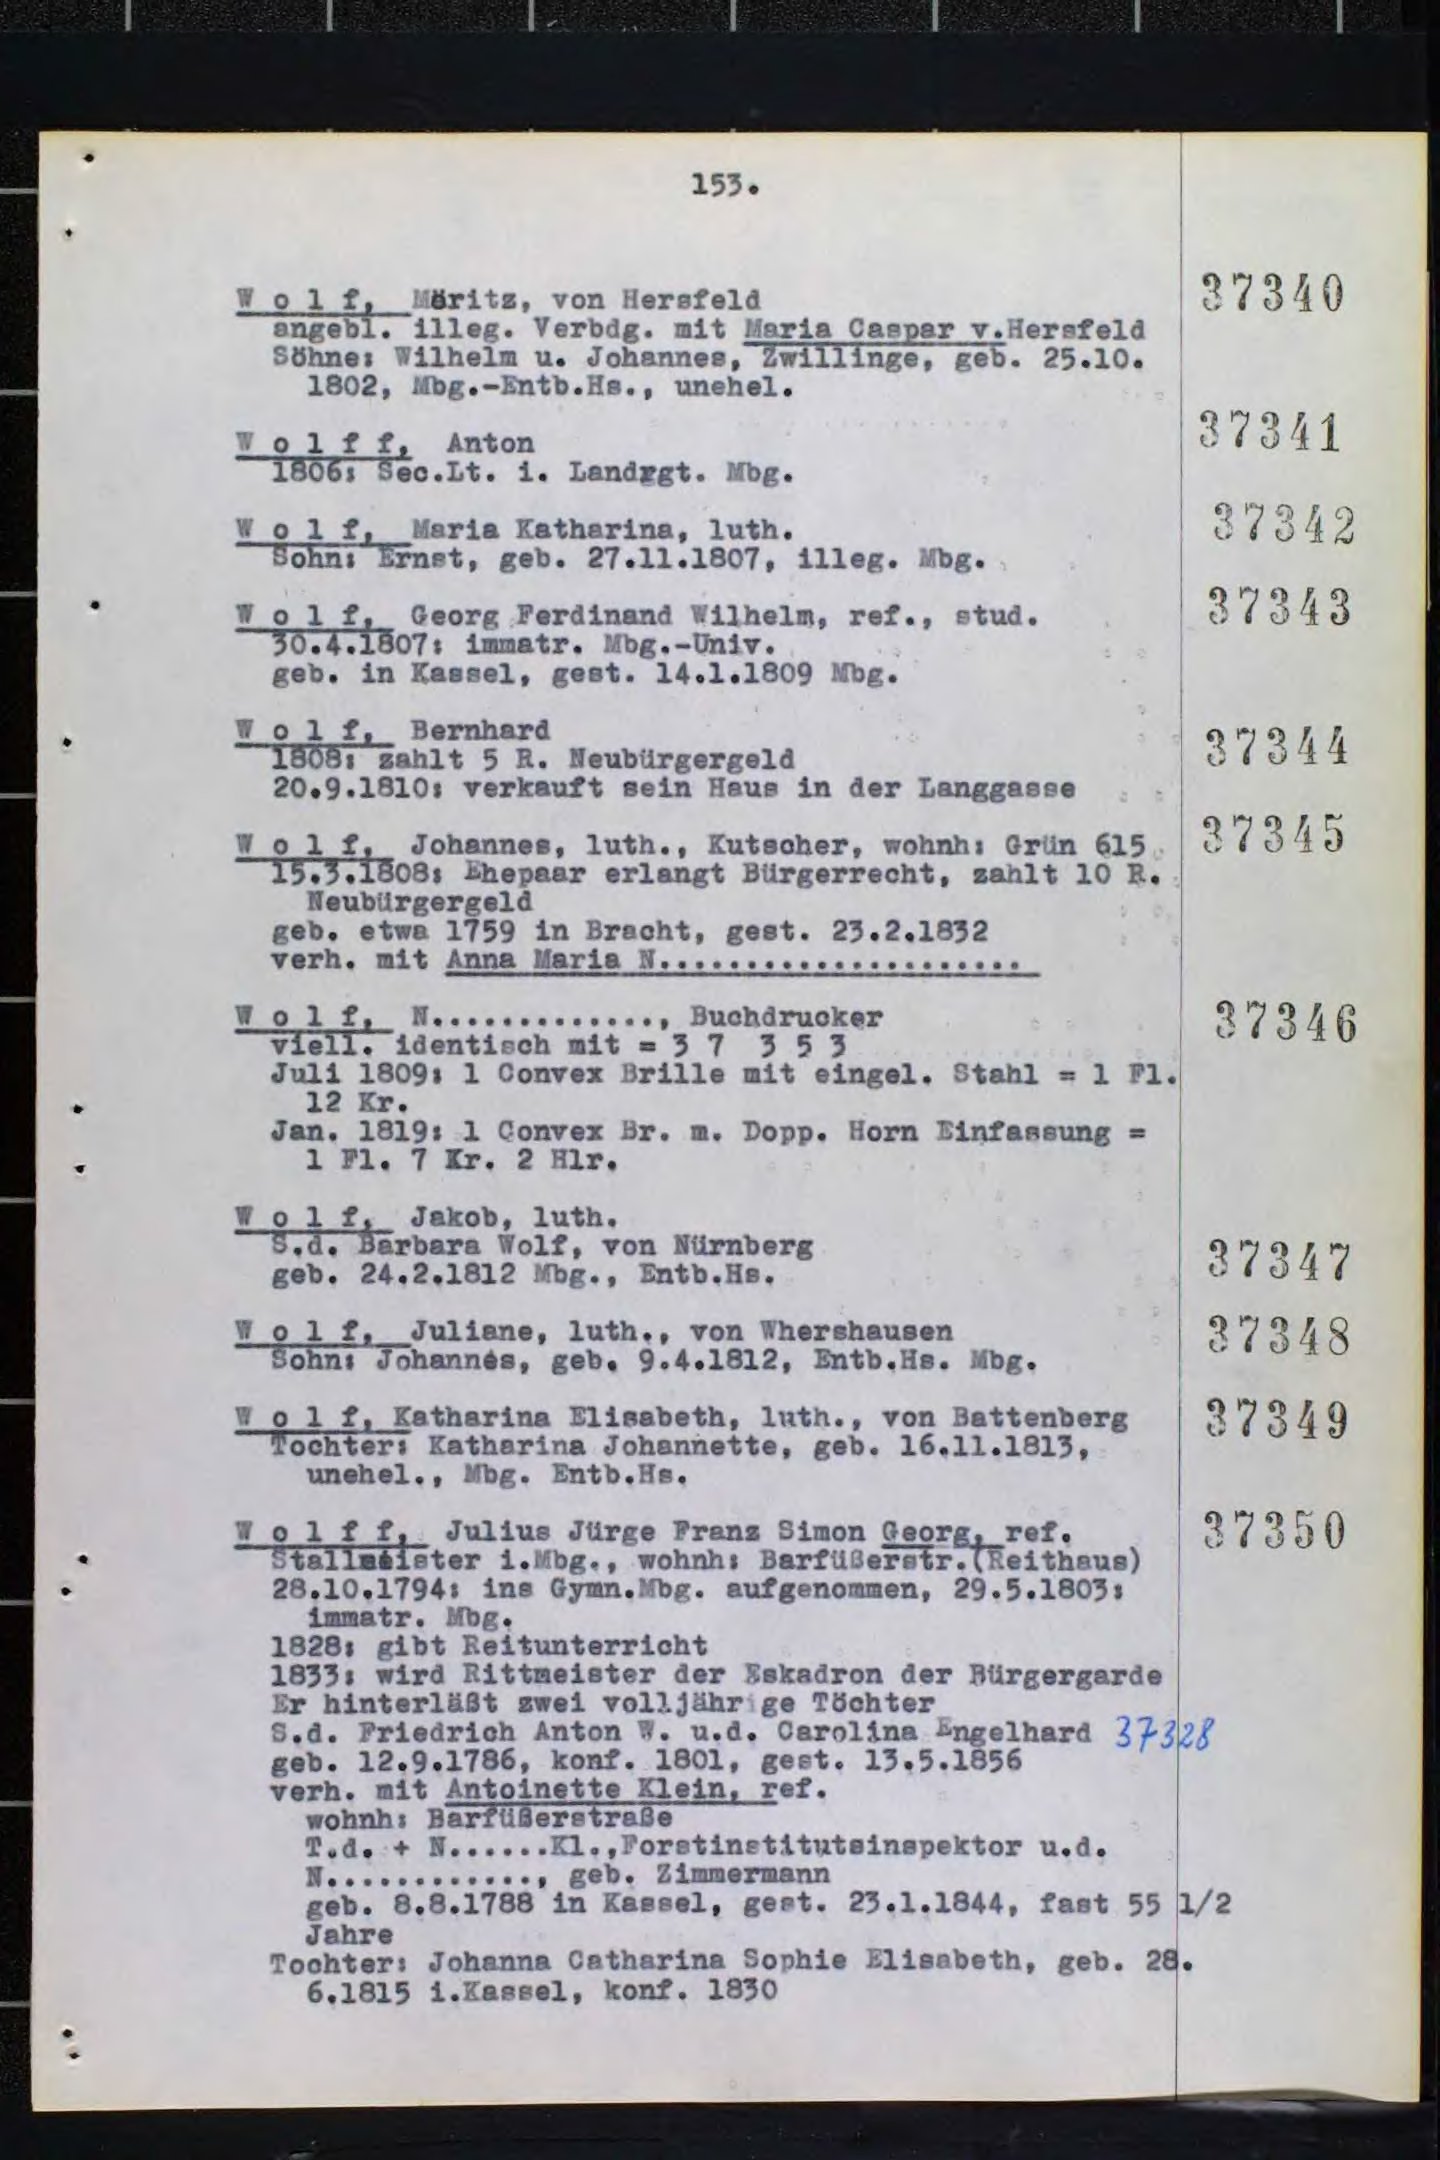 153.
W o l f, Moritz, von Hersfeld 37340
angebl. illeg. Verbdg. mit Maria Caspar v.Hersfeld
Söhne: Wilhelm u. Johannes, Zwillinge, geb. 25.10.
1802, Mbg.-Entb.Hs., unehel.
W o l f f, Anton 37341
1806: Sec.Lt. i. Landrgt. Mbg.
W o l f, Maria Katharina, luth. 37342
Sohn: Ernst, geb. 27.11.1807, illeg. Mbg.
W o l f, Georg Ferdinand Wilhelm, ref., stud. 37343
30.4.1807: immatr. Mbg.-Univ.
geb. in Kassel, gest. 14.1.1809 Mbg.
W o l f, Bernhard 37344
1808: zahlt 5 R. Neubürgergeld
20.9.1810: verkauft sein Haus in der Langgasse
W o l f, Johannes, luth., Kutscher, wohnh: Grün 615 37345
15.3.1808: Ehepaar erlangt Bürgerrecht, zahlt 10 R.
Neubürgergeld
geb. etwa 1759 in Bracht, gest. 23.2.1832
verh. mit Anna Maria N.....................
W o l f, N............., Buchdrucker 37346
viell. identisch mit = 3 7 3 5 3
Juli 1809: 1 Convex Brille mit eingel. Stahl = 1 Fl.
12 Kr.
Jan. 1819: 1 Convex Br. m. Dopp. Horn Einfassung =
1 Fl. 7 Kr. 2 Hlr.
W o l f, Jakob, luth.
S.d. Barbara Wolf, von Nürnberg 37347
geb. 24.2.1812 Mbg., Entb.Hs.
W o l f, Juliane, luth., von Whershausen 37348
Sohn: Johannes, geb. 9.4.1812, Entb.Hs. Mbg.
W o l f, Katharina Elisabeth, luth., von Battenberg 37349
Tochter: Katharina Johannette, geb. 16.11.1813,
unehel., Mbg. Entb.Hs.
W o l f f, Julius Jürge Franz Simon Georg, ref. 37350
Stallmeister i.Mbg., wohnh: Barfüßerstr.(Reithaus)
28.10.1794: ins Gymn.Mbg. aufgenommen, 29.5.1803:
immatr. Mbg.
1828: gibt Reitunterricht
1833: wird Rittmeister der Eskadron der Bürgergarde
Er hinterläßt zwei volljährige Töchter
S.d. Friedrich Anton W. u.d. Carolina Engelhard 37328
geb. 12.9.1786, konf. 1801, gest. 13.5.1856
verh. mit Antoinette Klein, ref.
wohnh: Barfüßerstraße
T.d. + N......Kl.,Forstinstitutsinspektor u.d.
N............, geb. Zimmermann
geb. 8.8.1788 in Kassel, gest. 23.1.1844, fast 55 1/2
Jahre
Tochter: Johanna Catharina Sophie Elisabeth, geb. 28.
6.1815 i.Kassel, konf. 1830